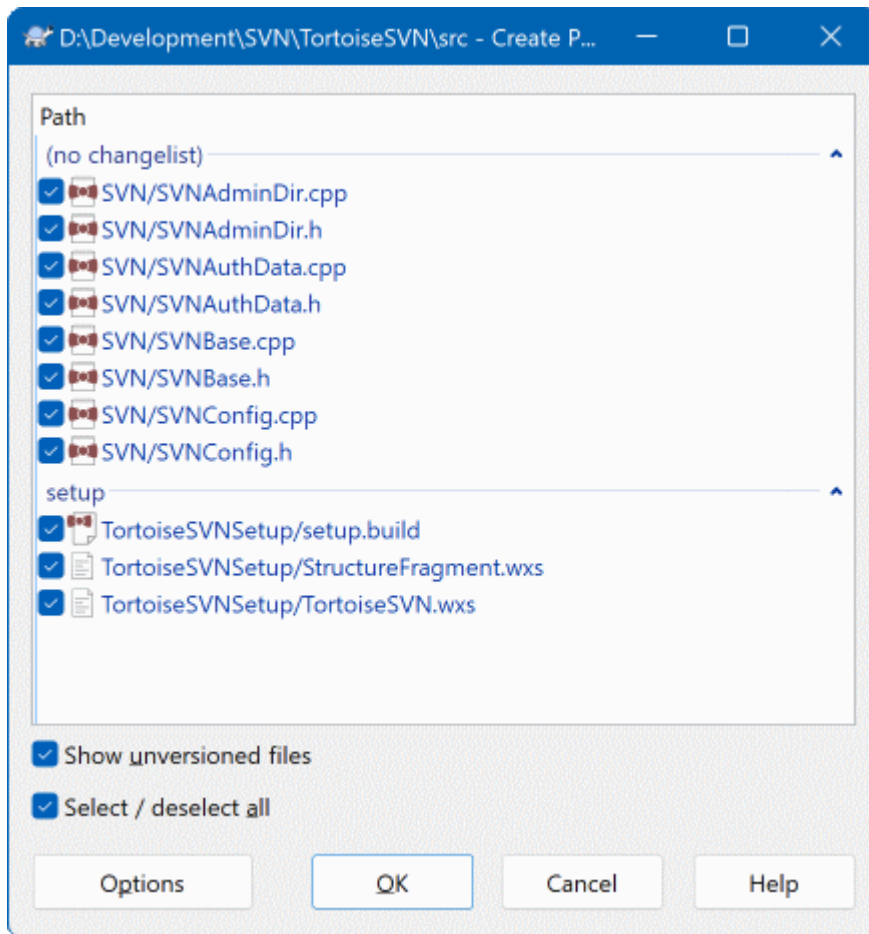 D:\Development\SVN\TortoiseSVN\src - Create P...
Path
(no changelist)
SVN/SVNAdminDir.cpp
SVN/SVNAdminDir.h
SVN/SVNAuthData.cpp
SVN/SVNAuthData.h
SVN/SVNBase.cpp
SVN/SVNBase.h
SVN/SVNConfig.cpp
SVN/SVNConfig.h
setup
TortoiseSVNSetup/setup.build
TortoiseSVNSetup/StructureFragment.wxs
TortoiseSVNSetup/TortoiseSVN.wxs
Show unversioned files
Select / deselect all
Options OK Cancel Help